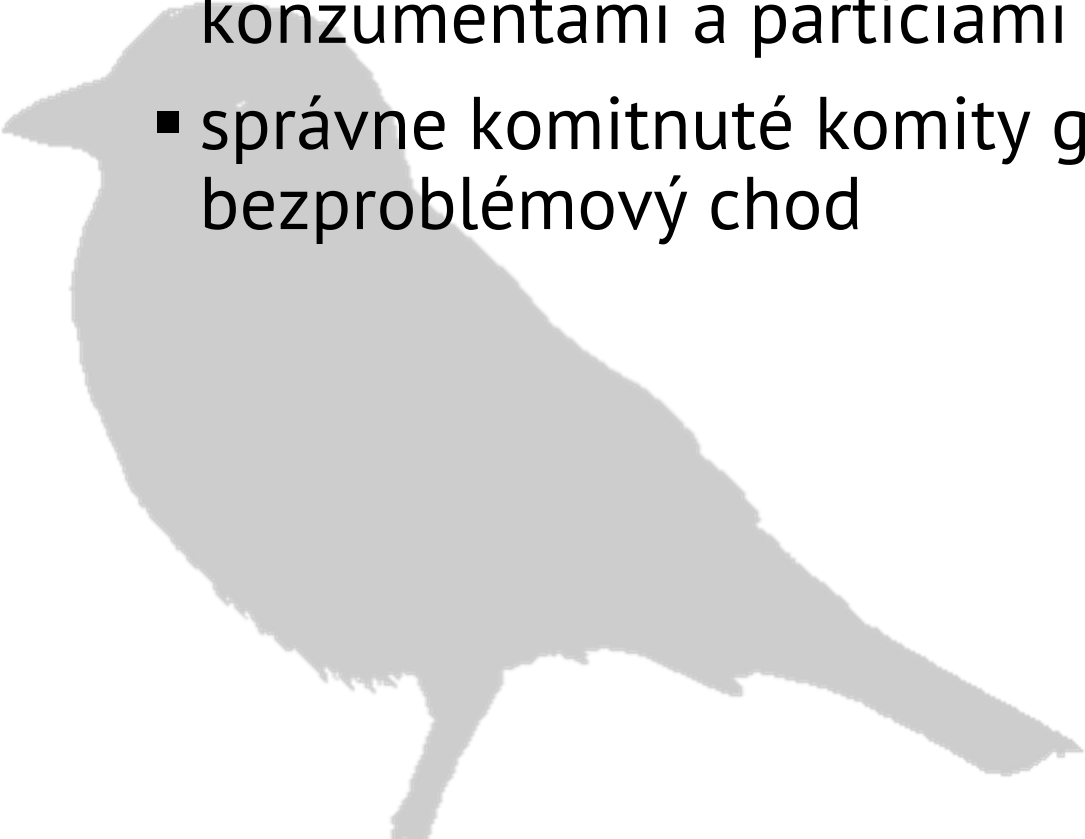 konzumentami a partíciami
▪ správne komitnuté komity
bezproblémový chod